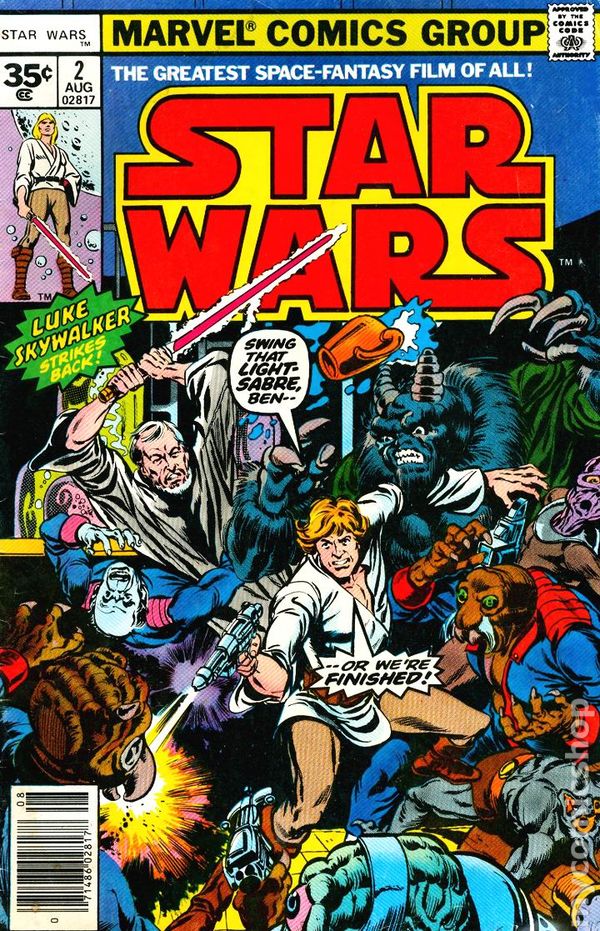 STAR WARS
TM
35¢
CC
2
AUG
02817
MARVEL® COMICS GROUP
APPROVED
BY THE
COMICS
CODE
AUTHORITY
THE GREATEST SPACE-FANTASY FILM OF ALL!
STAR
WARS
TM
TM
LUKE
SKYWALKER
STRIKES
BACK!
SWING
THAT
LIGHT-
SABRE,
BEN--
--OR WE'RE
FINISHED!
08
71486 02817
0
mycomicshop